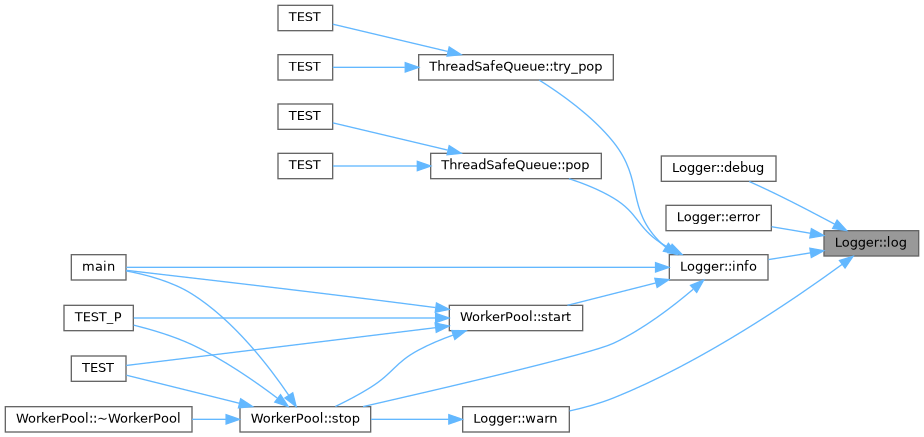 TEST
TEST
ThreadSafeQueue::try_pop
TEST
TEST
ThreadSafeQueue::pop
Logger::debug
Logger::error
Logger::log
main
Logger::info
TEST_P
WorkerPool::start
TEST
WorkerPool::~WorkerPool
WorkerPool::stop
Logger::warn